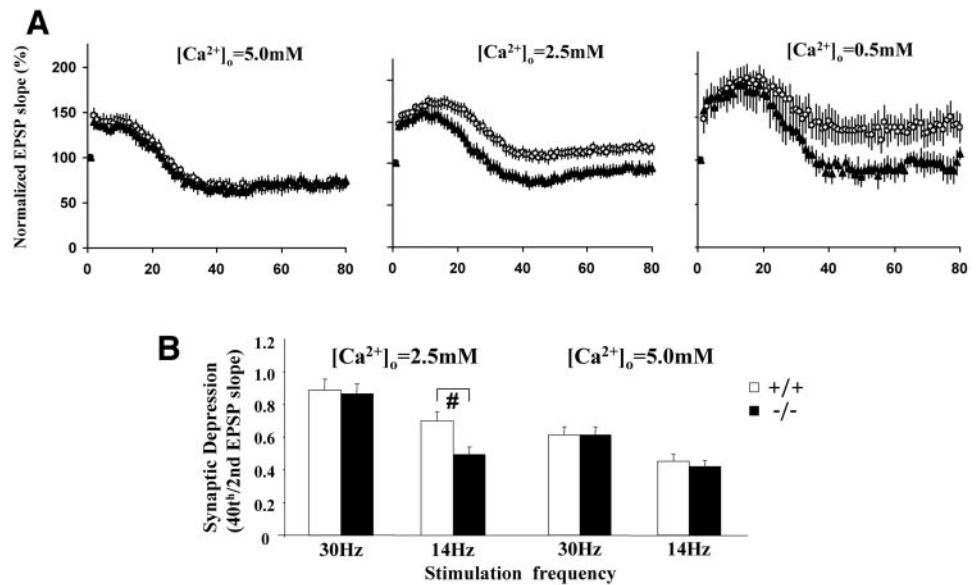 A
[Ca²⁺]ₒ=5.0mM
[Ca²⁺]ₒ=2.5mM
[Ca²⁺]ₒ=0.5mM
Normalized EPSP slope (%)
200
150
100
50
0
0 20 40 60 80
0 20 40 60 80
0 20 40 60 80
B
[Ca²⁺]ₒ=2.5mM
[Ca²⁺]ₒ=5.0mM
Synaptic Depression
(40tʰ/2nd EPSP slope)
1.2
1.0
0.8
0.6
0.4
0.2
0
#
+/+
-/-
30Hz 14Hz 30Hz 14Hz
Stimulation frequency